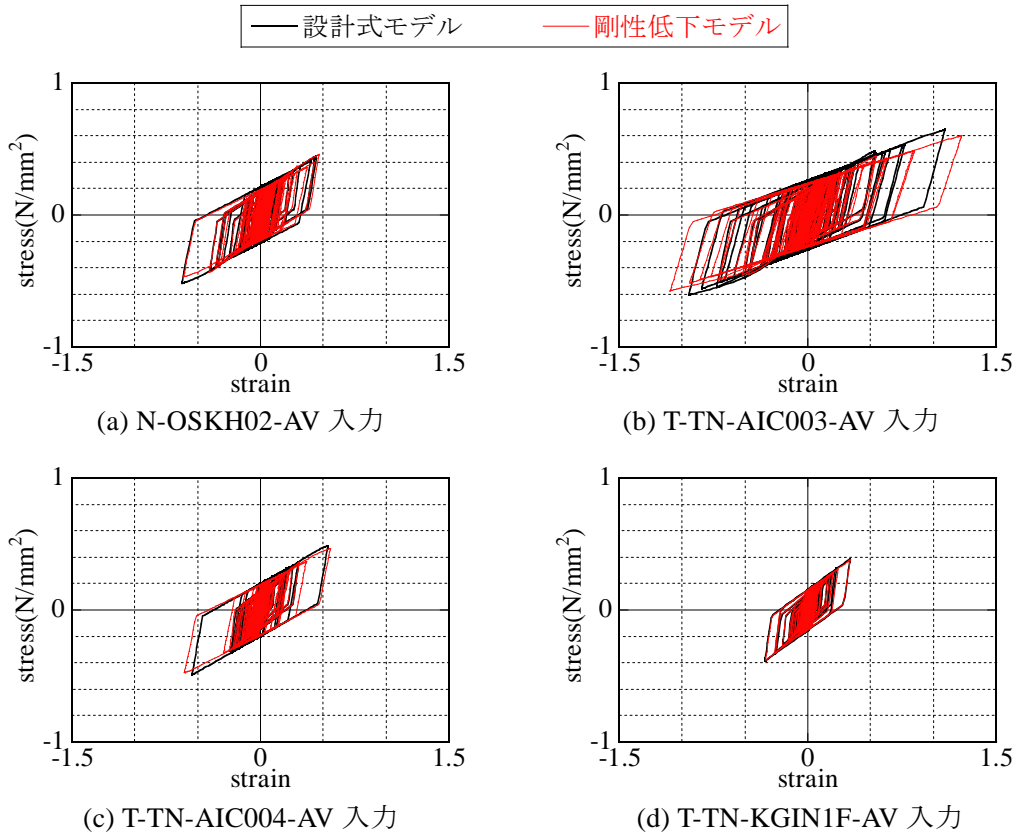 設計式モデル 剛性低下モデル
1 1
stress(N/mm²) 0 stress(N/mm²) 0
-1 -1
-1.5 0 1.5 -1.5 0 1.5
strain strain
(a) N-OSKH02-AV 入力 (b) T-TN-AIC003-AV 入力
1 1
stress(N/mm²) 0 stress(N/mm²) 0
-1 -1
-1.5 0 1.5 -1.5 0 1.5
strain strain
(c) T-TN-AIC004-AV 入力 (d) T-TN-KGIN1F-AV 入力